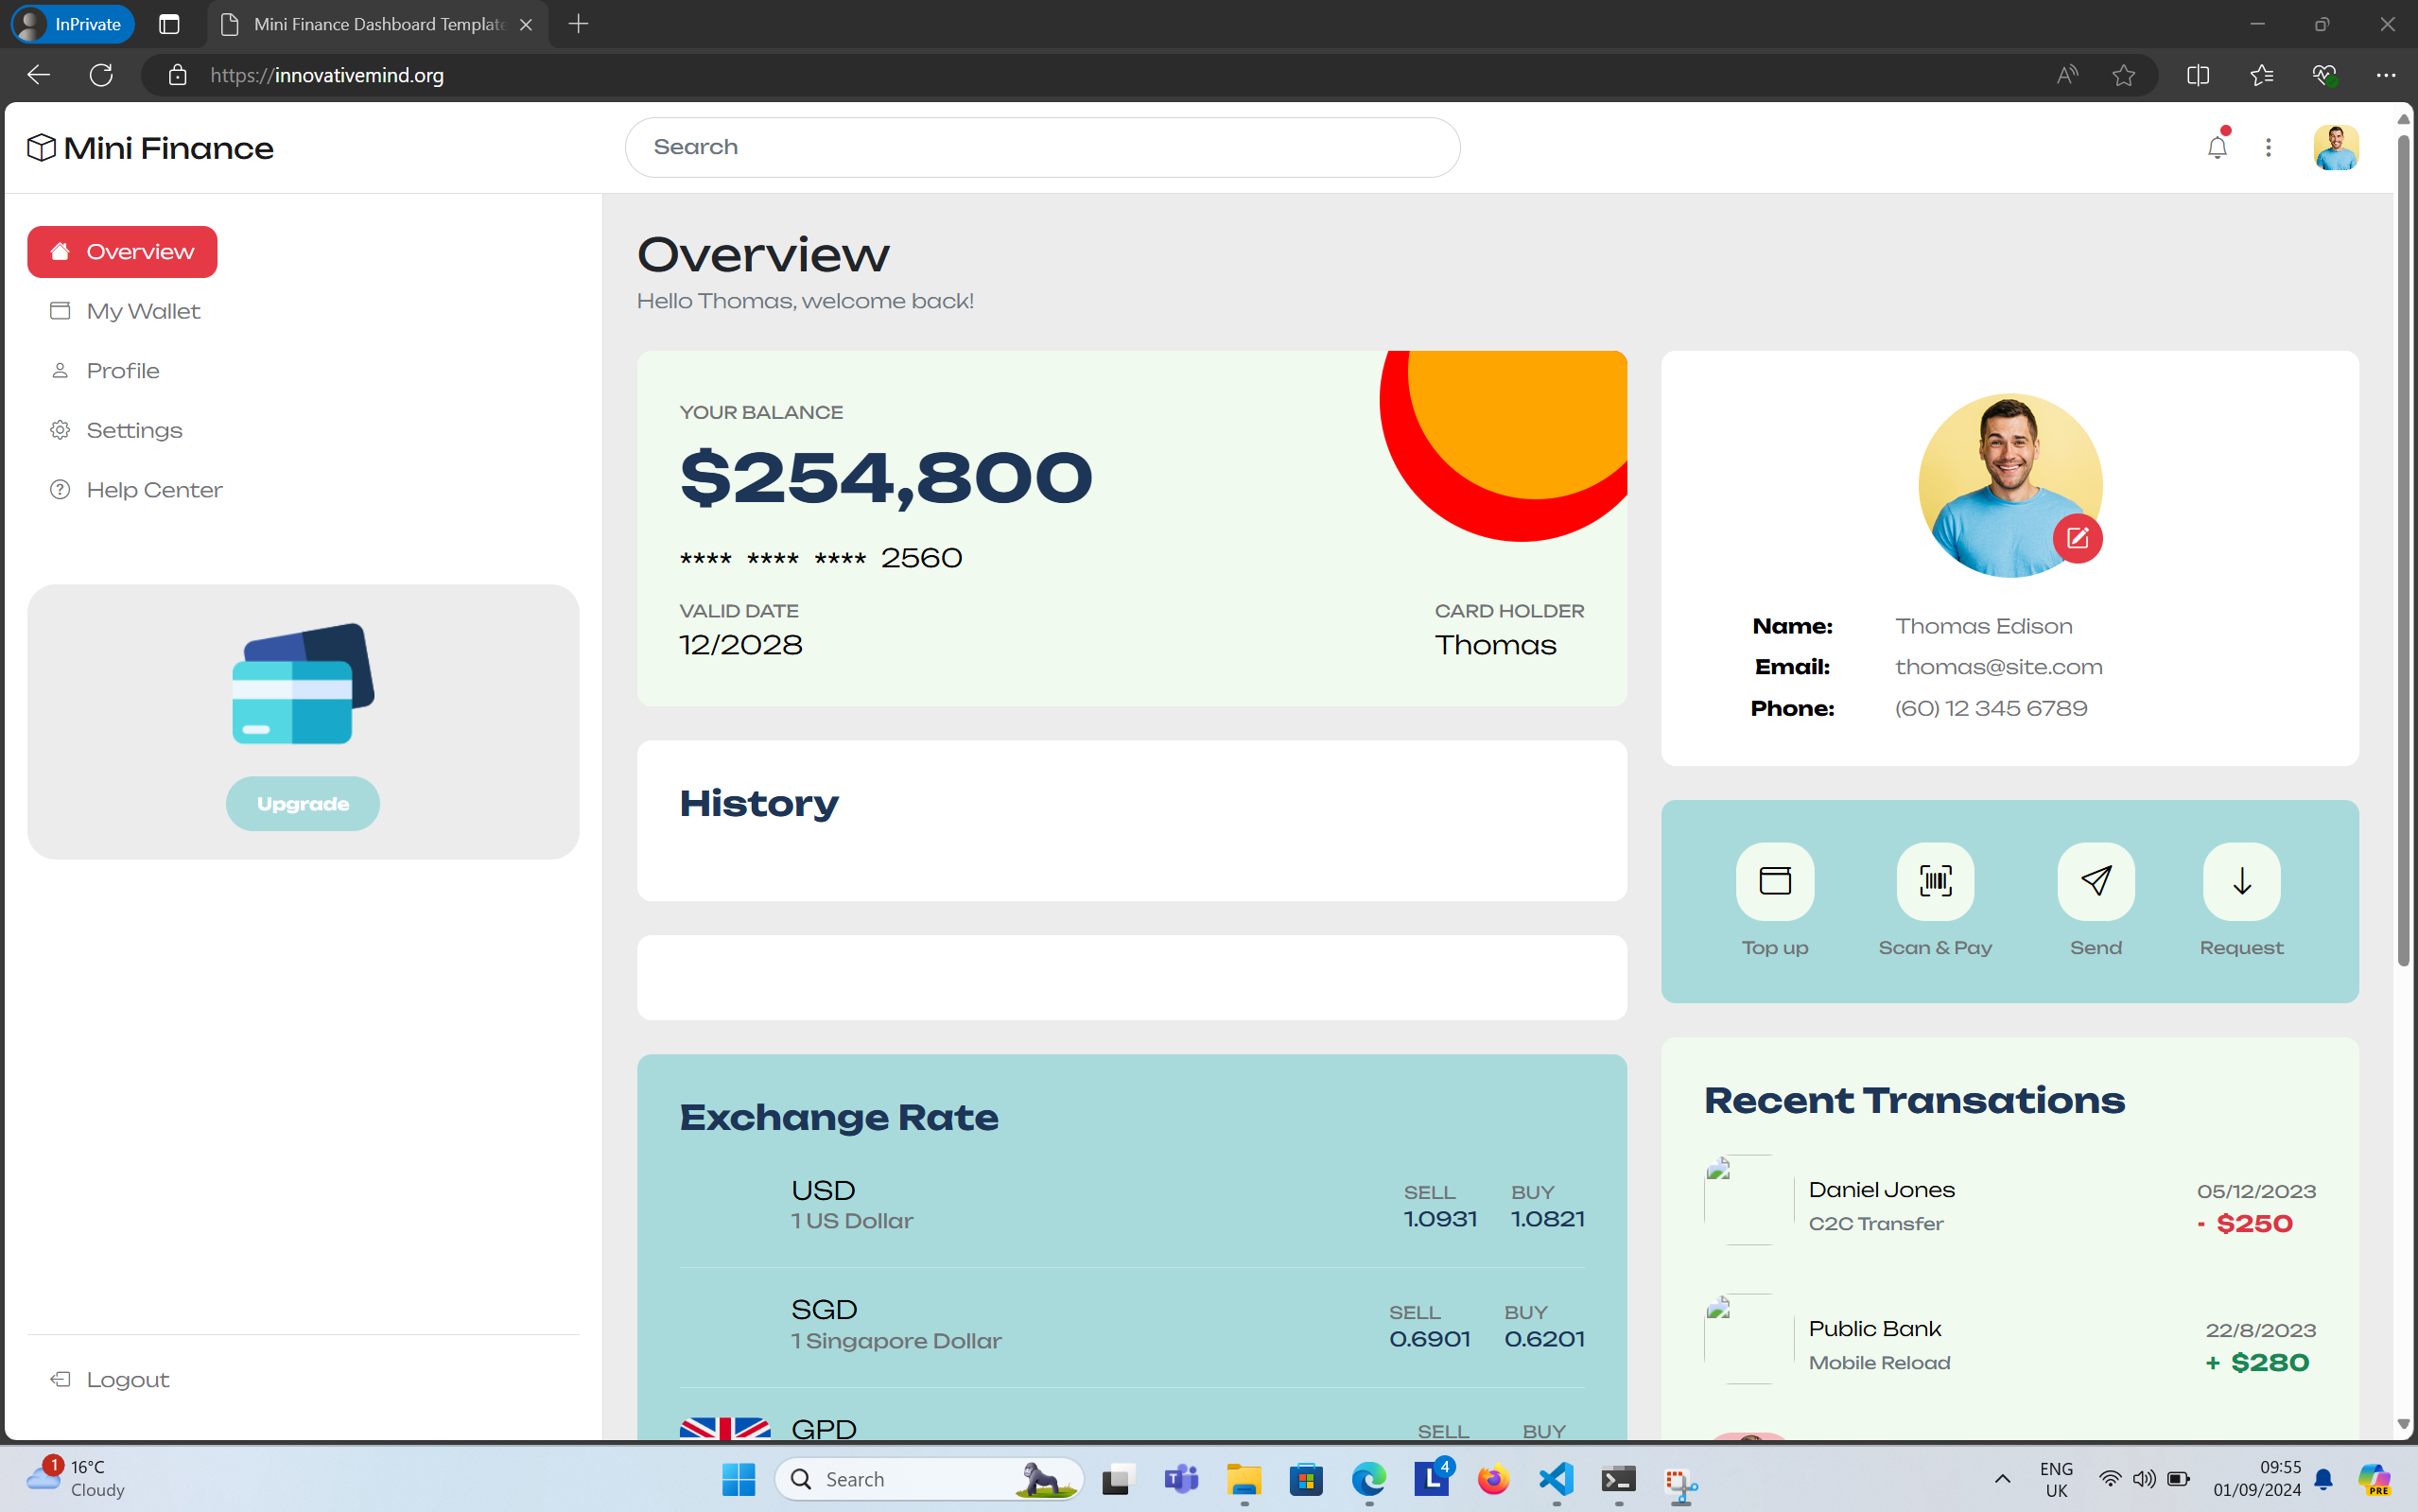 InPrivate
Mini Finance Dashboard Template
https://innovativemind.org
Mini Finance
Search
Overview
My Wallet
Profile
Settings
Help Center
Upgrade
Logout
Overview
Hello Thomas, welcome back!
YOUR BALANCE
$254,800
**** **** **** 2560
VALID DATE
12/2028
CARD HOLDER
Thomas
History
Exchange Rate
USD
1 US Dollar
SELL
1.0931
BUY
1.0821
SGD
1 Singapore Dollar
SELL
0.6901
BUY
0.6201
GPD
SELL
BUY
Name: Thomas Edison
Email: thomas@site.com
Phone: (60) 12 345 6789
Top up
Scan & Pay
Send
Request
Recent Transations
Daniel Jones
C2C Transfer
05/12/2023
- $250
Public Bank
Mobile Reload
22/8/2023
+ $280
1
16°C
Cloudy
Search
4
ENG
UK
09:55
01/09/2024
PRE